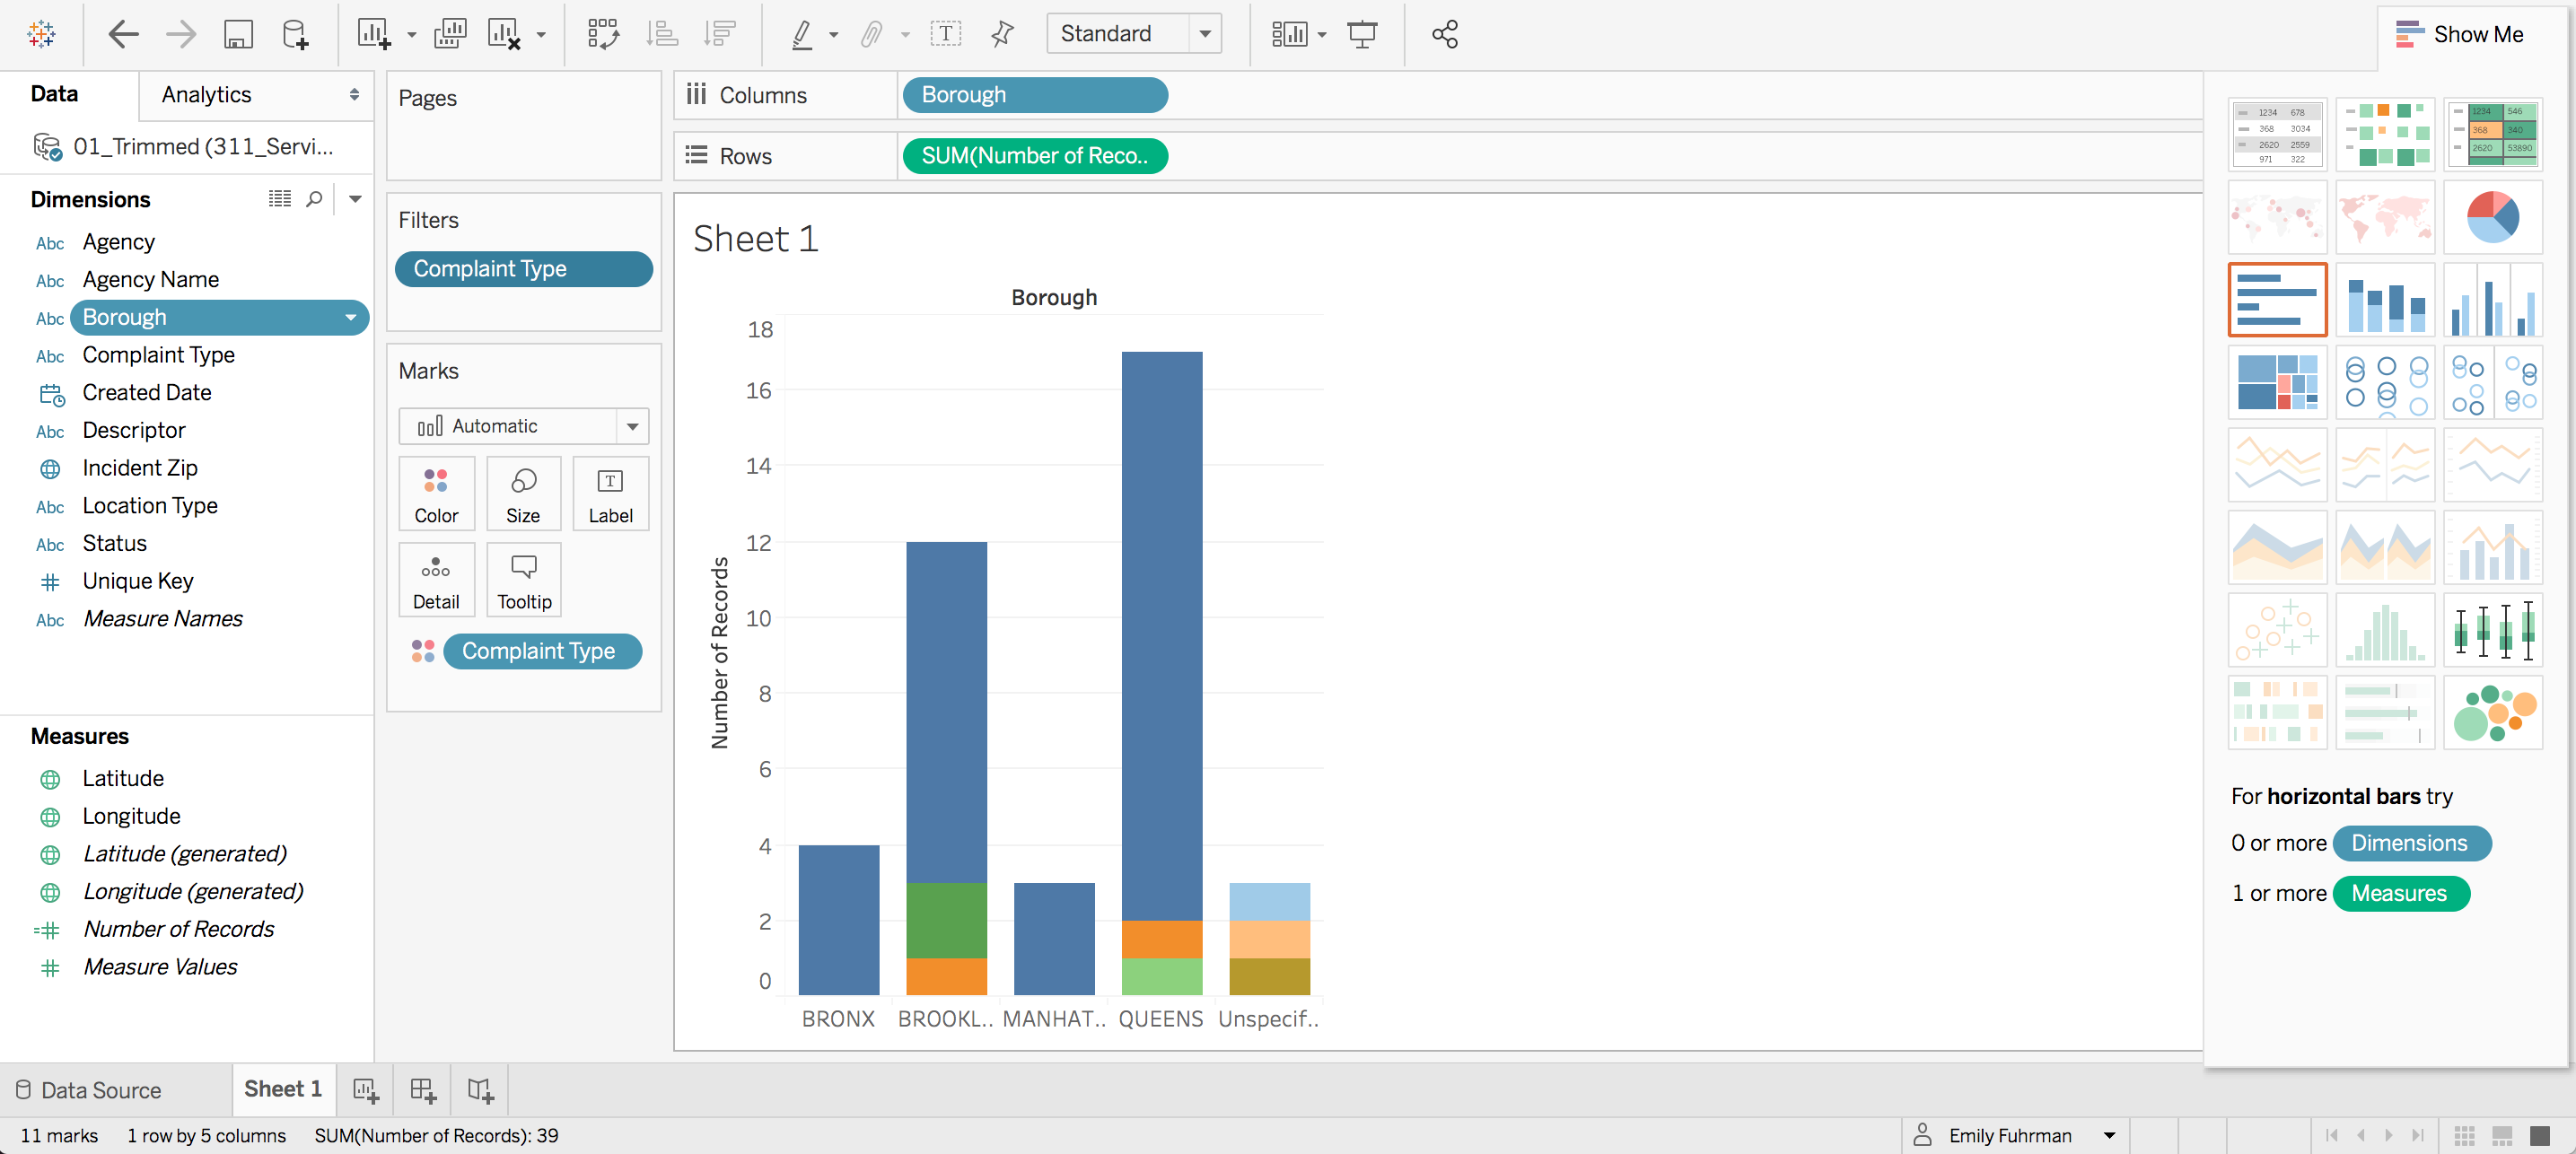 Standard
Show Me
Data
Analytics
01_Trimmed (311_Servi...
Dimensions
Abc Agency
Abc Agency Name
Abc Borough
Abc Complaint Type
Created Date
Abc Descriptor
Incident Zip
Abc Location Type
Abc Status
# Unique Key
Abc Measure Names
Measures
Latitude
Longitude
Latitude (generated)
Longitude (generated)
=# Number of Records
# Measure Values
Pages
Filters
Complaint Type
Marks
Automatic
Color
Size
T
Label
Detail
Tooltip
Complaint Type
Columns
Borough
Rows
SUM(Number of Reco..
Sheet 1
Borough
Number of Records
18
16
14
12
10
8
6
4
2
0
BRONX
BROOKL..
MANHAT..
QUEENS
Unspecif..
1234 678
368 3034
2620 2559
971 322
1234 546
368 340
2620 53890
For horizontal bars try
0 or more Dimensions
1 or more Measures
Data Source
Sheet 1
11 marks
1 row by 5 columns
SUM(Number of Records): 39
Emily Fuhrman